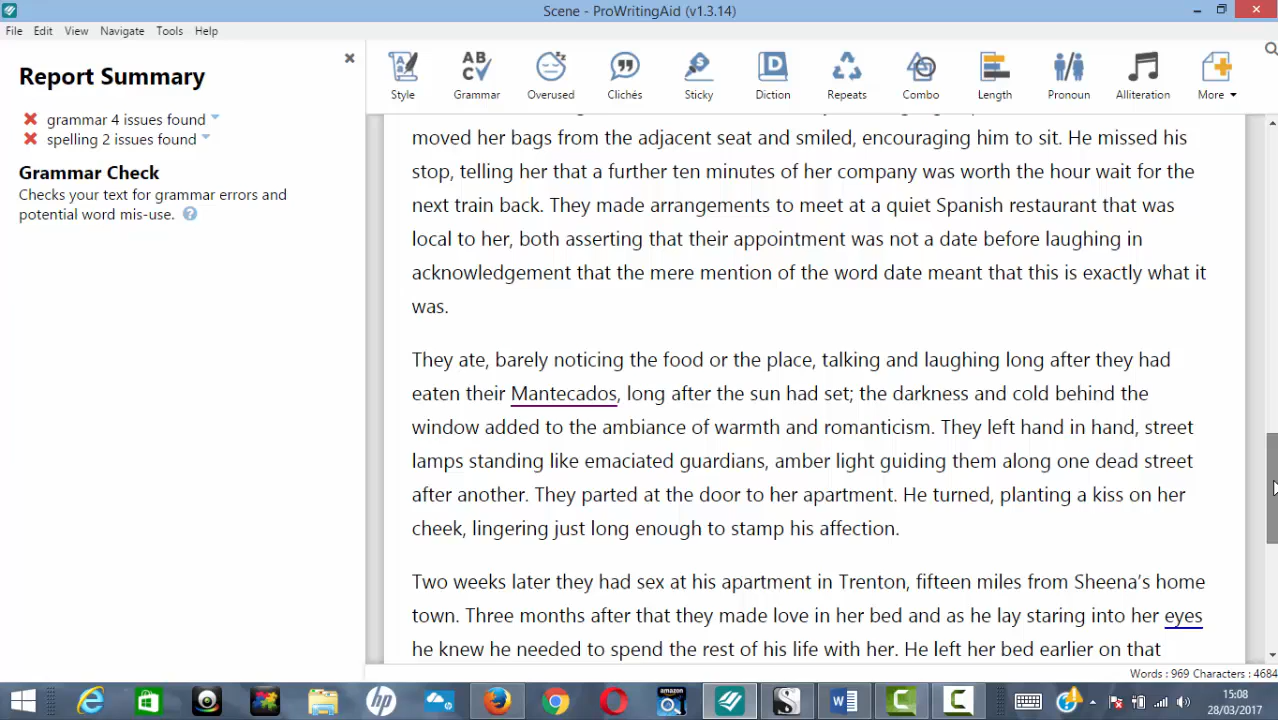 Scene - ProWritingAid (v1.3.14)
File Edit View Navigate Tools Help
Report Summary
grammar 4 issues found
spelling 2 issues found
Grammar Check
Checks your text for grammar errors and
potential word mis-use.
Style Grammar Overused Clichés Sticky Diction Repeats Combo Length Pronoun Alliteration More
moved her bags from the adjacent seat and smiled, encouraging him to sit. He missed his
stop, telling her that a further ten minutes of her company was worth the hour wait for the
next train back. They made arrangements to meet at a quiet Spanish restaurant that was
local to her, both asserting that their appointment was not a date before laughing in
acknowledgement that the mere mention of the word date meant that this is exactly what it
was.
They ate, barely noticing the food or the place, talking and laughing long after they had
eaten their Mantecados, long after the sun had set; the darkness and cold behind the
window added to the ambiance of warmth and romanticism. They left hand in hand, street
lamps standing like emaciated guardians, amber light guiding them along one dead street
after another. They parted at the door to her apartment. He turned, planting a kiss on her
cheek, lingering just long enough to stamp his affection.
Two weeks later they had sex at his apartment in Trenton, fifteen miles from Sheena’s home
town. Three months after that they made love in her bed and as he lay staring into her eyes
he knew he needed to spend the rest of his life with her. He left her bed earlier on that
Words : 969 Characters : 4684
15:08
28/03/2017